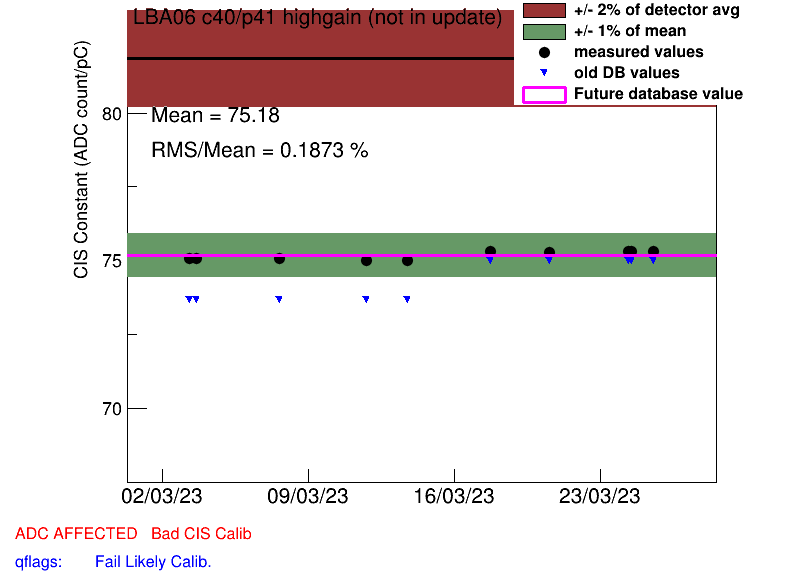 LBA06 c40/p41 highgain (not in update)
+/- 2% of detector avg
+/- 1% of mean
measured values
old DB values
Future database value
CIS Constant (ADC count/pC)
80
75
70
Mean = 75.18
RMS/Mean = 0.1873 %
02/03/23 09/03/23 16/03/23 23/03/23
ADC AFFECTED Bad CIS Calib
qflags: Fail Likely Calib.